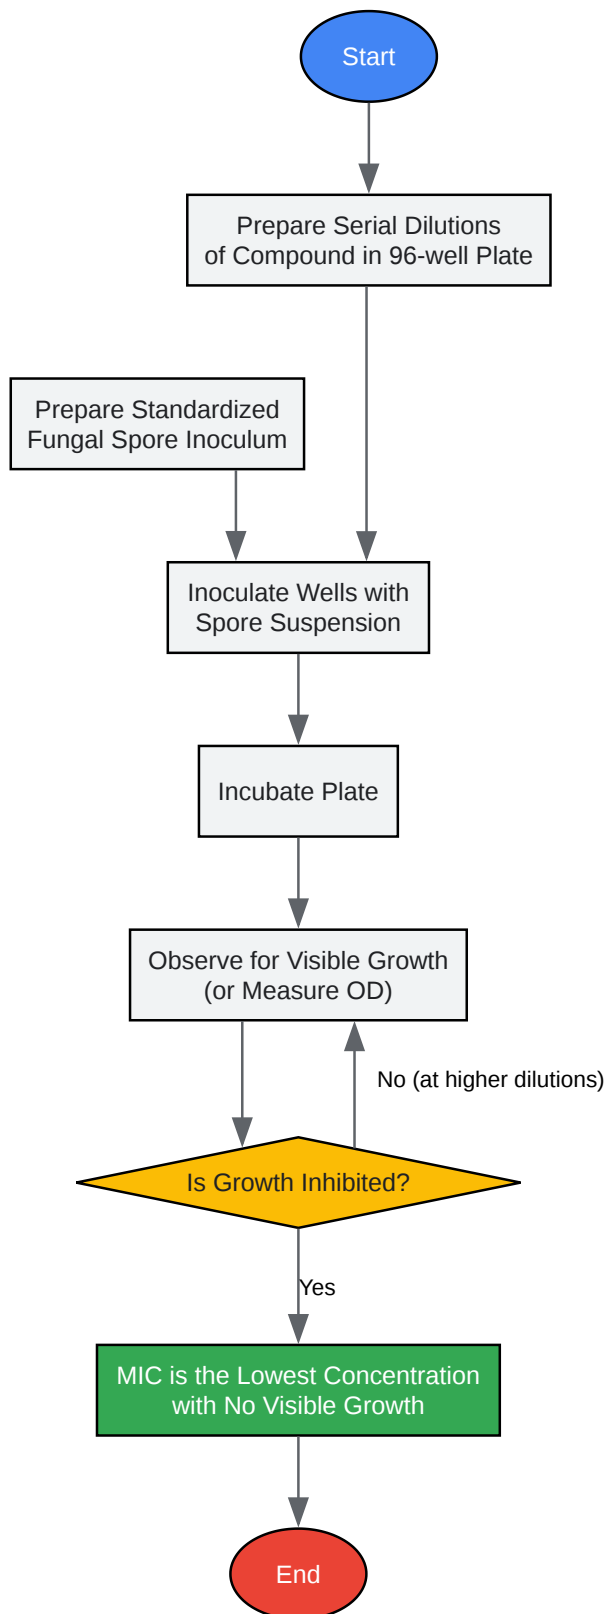 Start
Prepare Serial Dilutions
of Compound in 96-well Plate
Prepare Standardized
Fungal Spore Inoculum
Inoculate Wells with
Spore Suspension
Incubate Plate
Observe for Visible Growth
(or Measure OD)
No (at higher dilutions)
Is Growth Inhibited?
Yes
MIC is the Lowest Concentration
with No Visible Growth
End